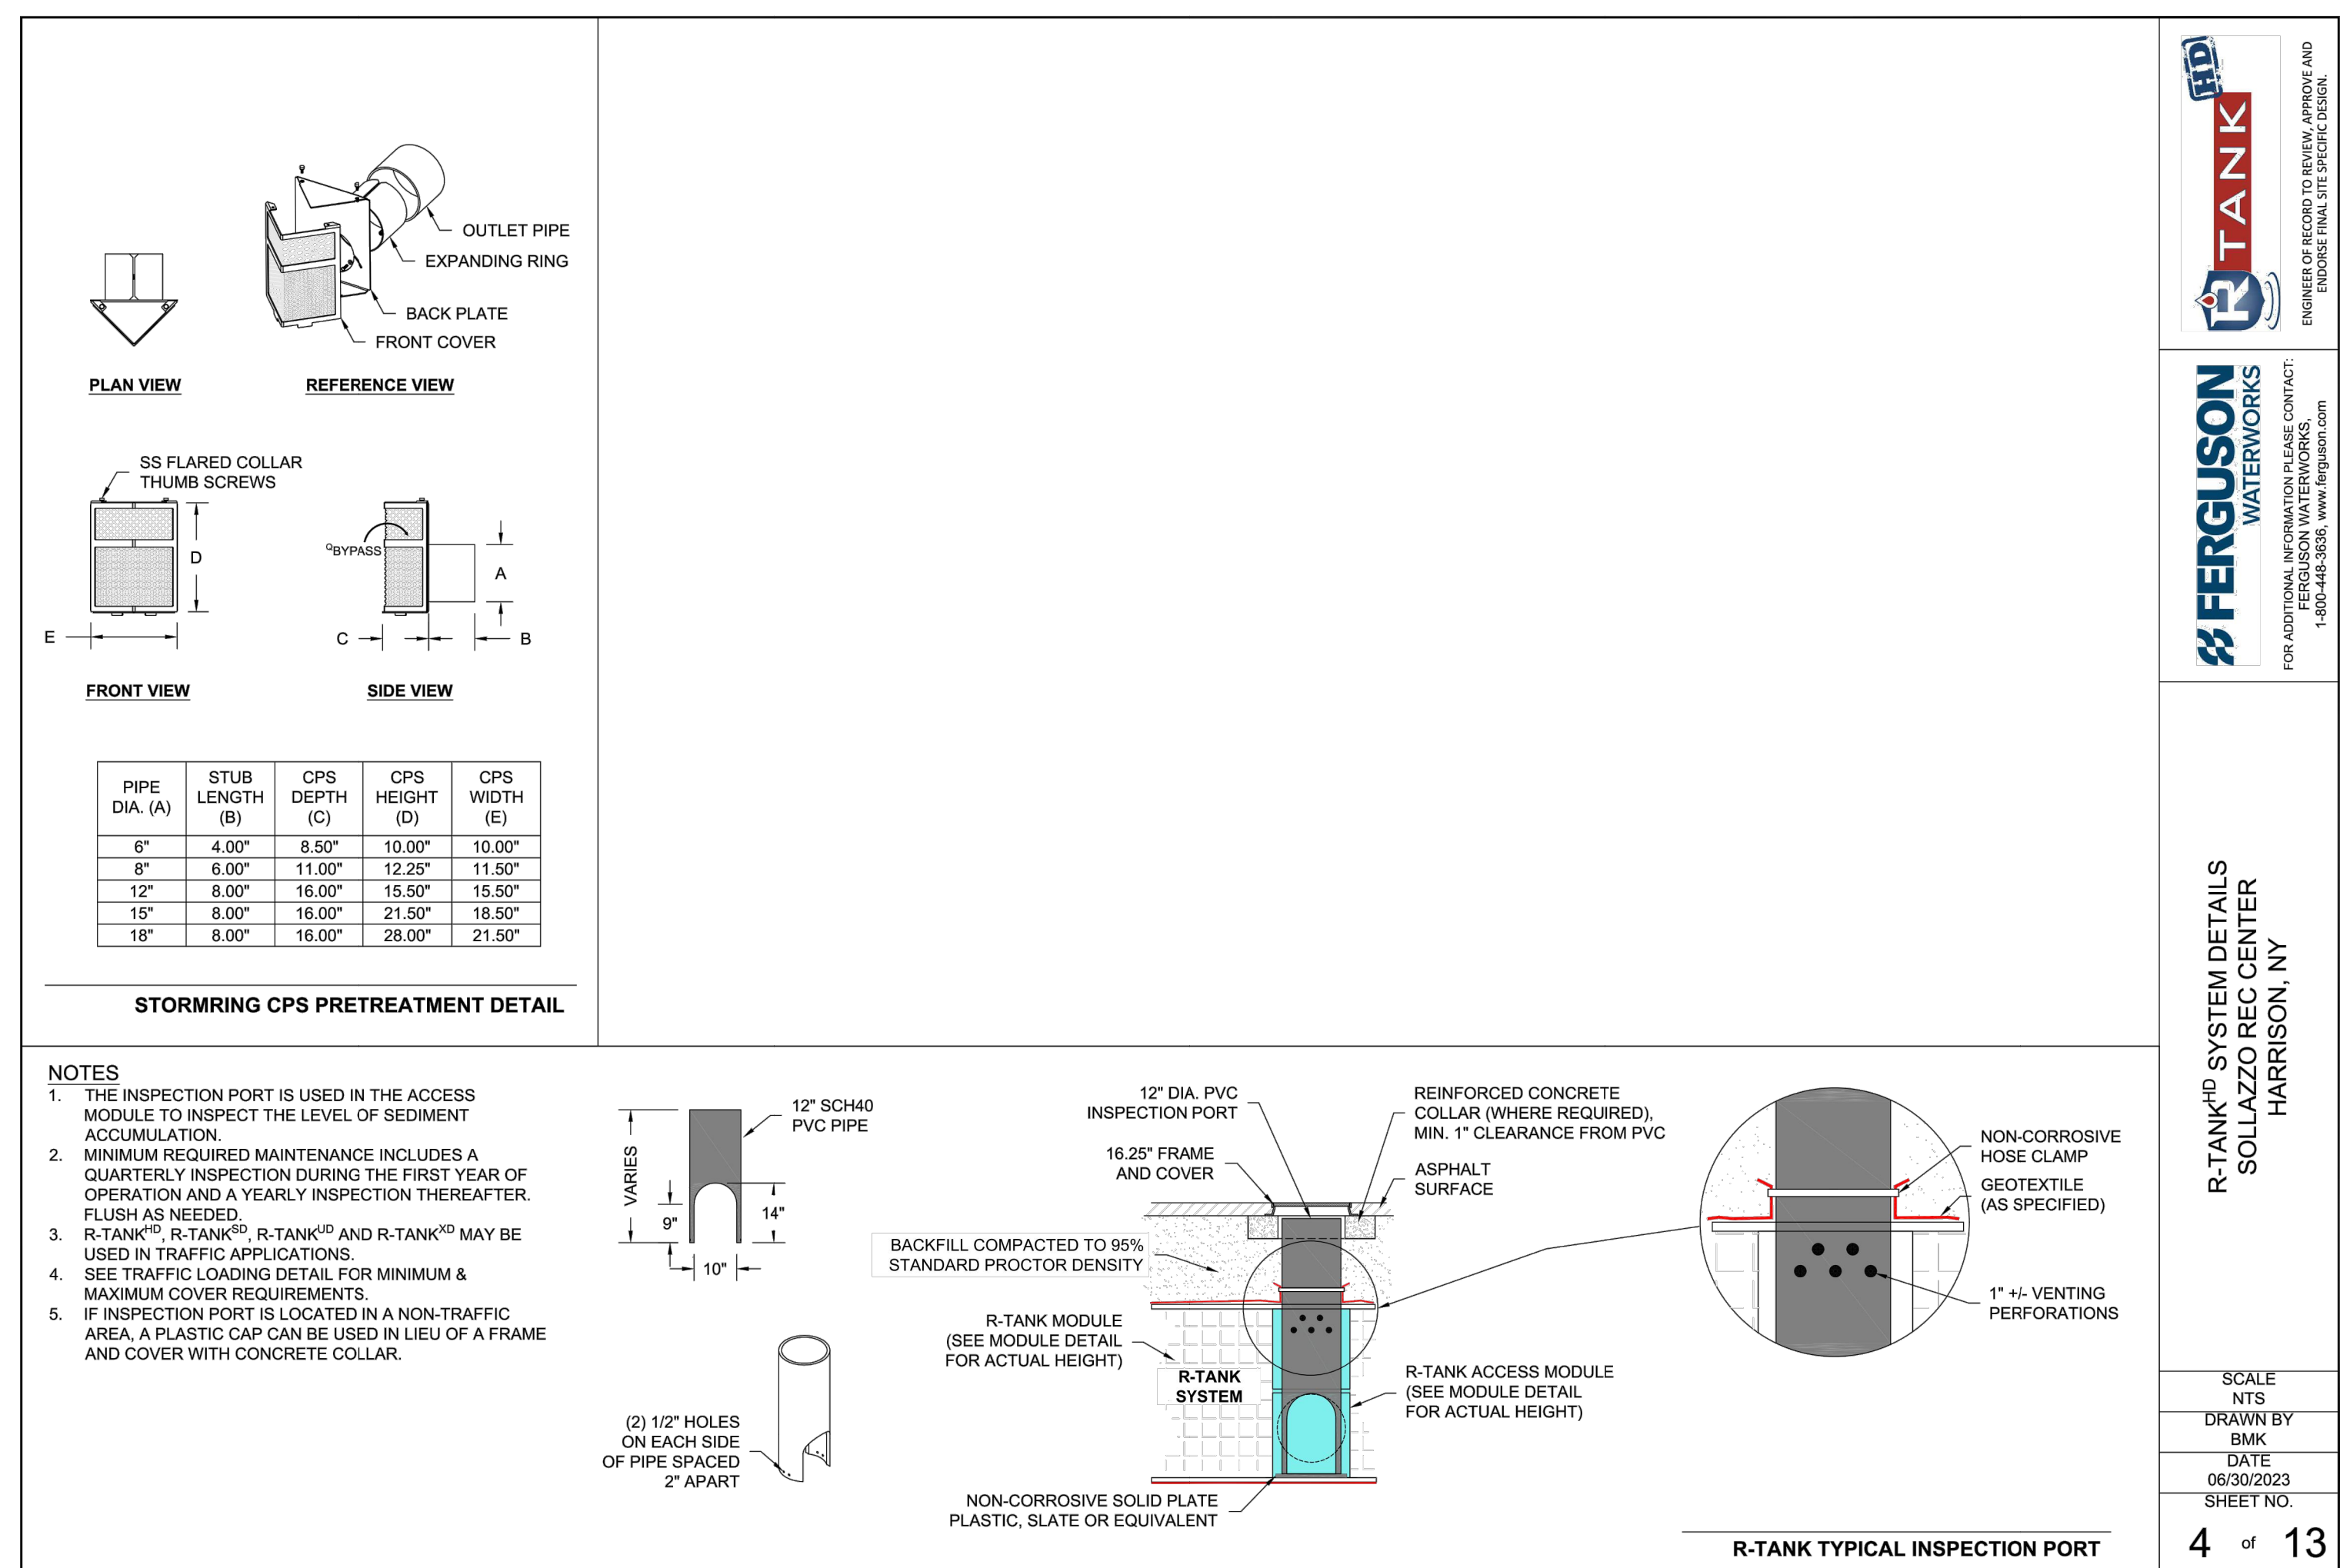 OUTLET PIPE
EXPANDING RING
BACK PLATE
FRONT COVER
PLAN VIEW
REFERENCE VIEW
SS FLARED COLLAR
THUMB SCREWS
D
E
FRONT VIEW
QBYPASS
A
C
B
SIDE VIEW
PIPE DIA. (A) STUB LENGTH (B) CPS DEPTH (C) CPS HEIGHT (D) CPS WIDTH (E)
6" 4.00" 8.50" 10.00" 10.00"
8" 6.00" 11.00" 12.25" 11.50"
12" 8.00" 16.00" 15.50" 15.50"
15" 8.00" 16.00" 21.50" 18.50"
18" 8.00" 16.00" 28.00" 21.50"
STORMRING CPS PRETREATMENT DETAIL
NOTES
1. THE INSPECTION PORT IS USED IN THE ACCESS
MODULE TO INSPECT THE LEVEL OF SEDIMENT
ACCUMULATION.
2. MINIMUM REQUIRED MAINTENANCE INCLUDES A
QUARTERLY INSPECTION DURING THE FIRST YEAR OF
OPERATION AND A YEARLY INSPECTION THEREAFTER.
FLUSH AS NEEDED.
3. R-TANKHD, R-TANKSD, R-TANKUD AND R-TANKXD MAY BE
USED IN TRAFFIC APPLICATIONS.
4. SEE TRAFFIC LOADING DETAIL FOR MINIMUM &
MAXIMUM COVER REQUIREMENTS.
5. IF INSPECTION PORT IS LOCATED IN A NON-TRAFFIC
AREA, A PLASTIC CAP CAN BE USED IN LIEU OF A FRAME
AND COVER WITH CONCRETE COLLAR.
12" SCH40
PVC PIPE
VARIES
9"
14"
10"
(2) 1/2" HOLES
ON EACH SIDE
OF PIPE SPACED
2" APART
12" DIA. PVC
INSPECTION PORT
16.25" FRAME
AND COVER
REINFORCED CONCRETE
COLLAR (WHERE REQUIRED),
MIN. 1" CLEARANCE FROM PVC
ASPHALT
SURFACE
BACKFILL COMPACTED TO 95%
STANDARD PROCTOR DENSITY
R-TANK MODULE
(SEE MODULE DETAIL
FOR ACTUAL HEIGHT)
R-TANK
SYSTEM
R-TANK ACCESS MODULE
(SEE MODULE DETAIL
FOR ACTUAL HEIGHT)
NON-CORROSIVE SOLID PLATE
PLASTIC, SLATE OR EQUIVALENT
NON-CORROSIVE
HOSE CLAMP
GEOTEXTILE
(AS SPECIFIED)
1" +/- VENTING
PERFORATIONS
R-TANK TYPICAL INSPECTION PORT
R TANK HD
ENGINEER OF RECORD TO REVIEW, APPROVE AND
ENDORSE FINAL SITE SPECIFIC DESIGN.
FERGUSON
WATERWORKS
FOR ADDITIONAL INFORMATION PLEASE CONTACT:
FERGUSON WATERWORKS,
1-800-448-3636, www.ferguson.com
R-TANKHD SYSTEM DETAILS
SOLLAZZO REC CENTER
HARRISON, NY
SCALE
NTS
DRAWN BY
BMK
DATE
06/30/2023
SHEET NO.
4 of 13